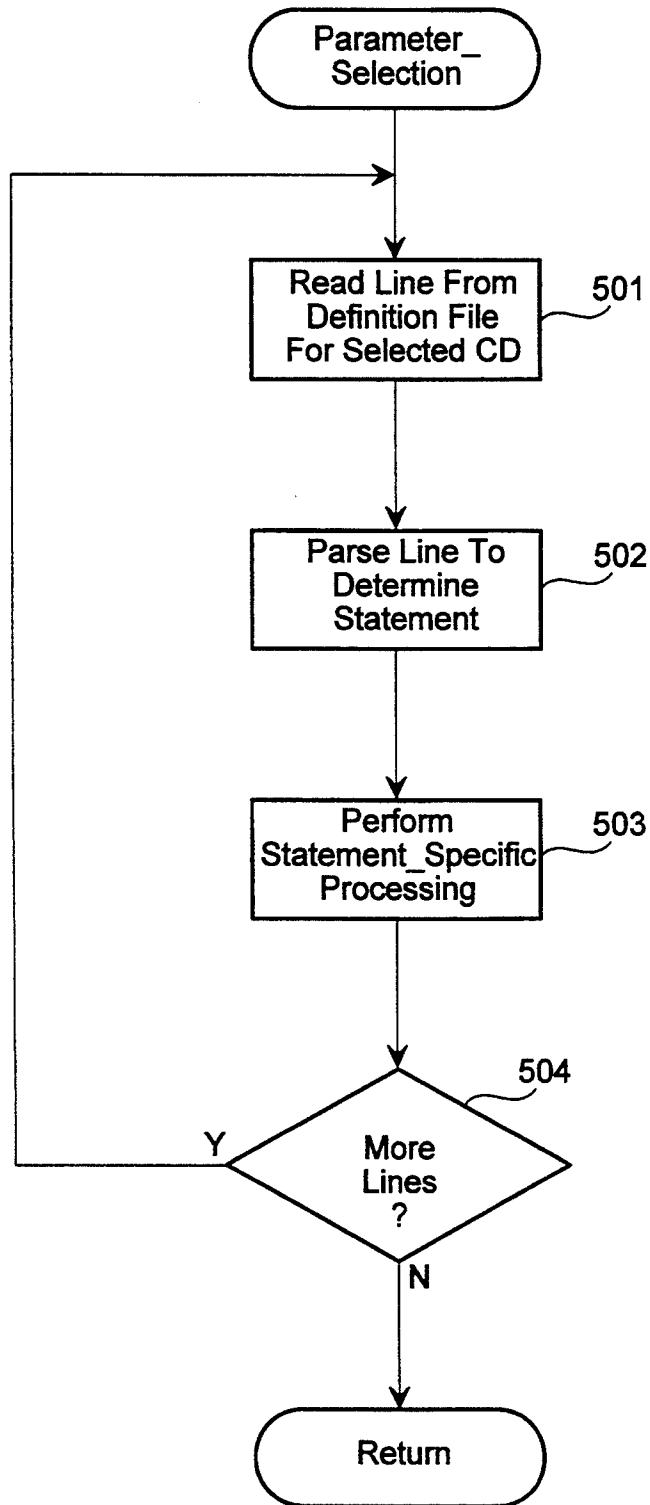 Parameter_
Selection
Read Line From
Definition File
For Selected CD
501
Parse Line To
Determine
Statement
502
Perform
Statement_Specific
Processing
503
504
Y
More
Lines
?
N
Return